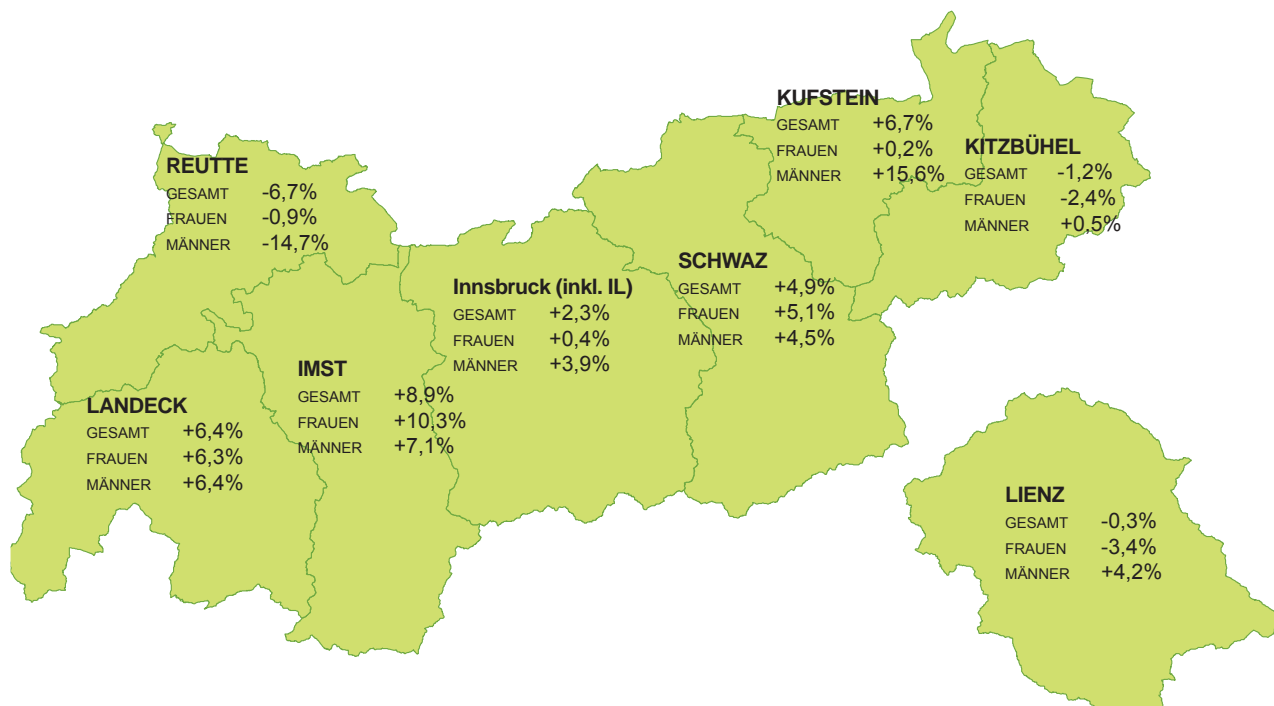 KUFSTEIN
GESAMT +6,7%
FRAUEN +0,2%
MÄNNER +15,6%
KITZBÜHEL
GESAMT -1,2%
FRAUEN -2,4%
MÄNNER +0,5%
REUTTE
GESAMT -6,7%
FRAUEN -0,9%
MÄNNER -14,7%
SCHWAZ
GESAMT +4,9%
FRAUEN +5,1%
MÄNNER +4,5%
Innsbruck (inkl. IL)
GESAMT +2,3%
FRAUEN +0,4%
MÄNNER +3,9%
IMST
GESAMT +8,9%
FRAUEN +10,3%
MÄNNER +7,1%
LANDECK
GESAMT +6,4%
FRAUEN +6,3%
MÄNNER +6,4%
LIENZ
GESAMT -0,3%
FRAUEN -3,4%
MÄNNER +4,2%